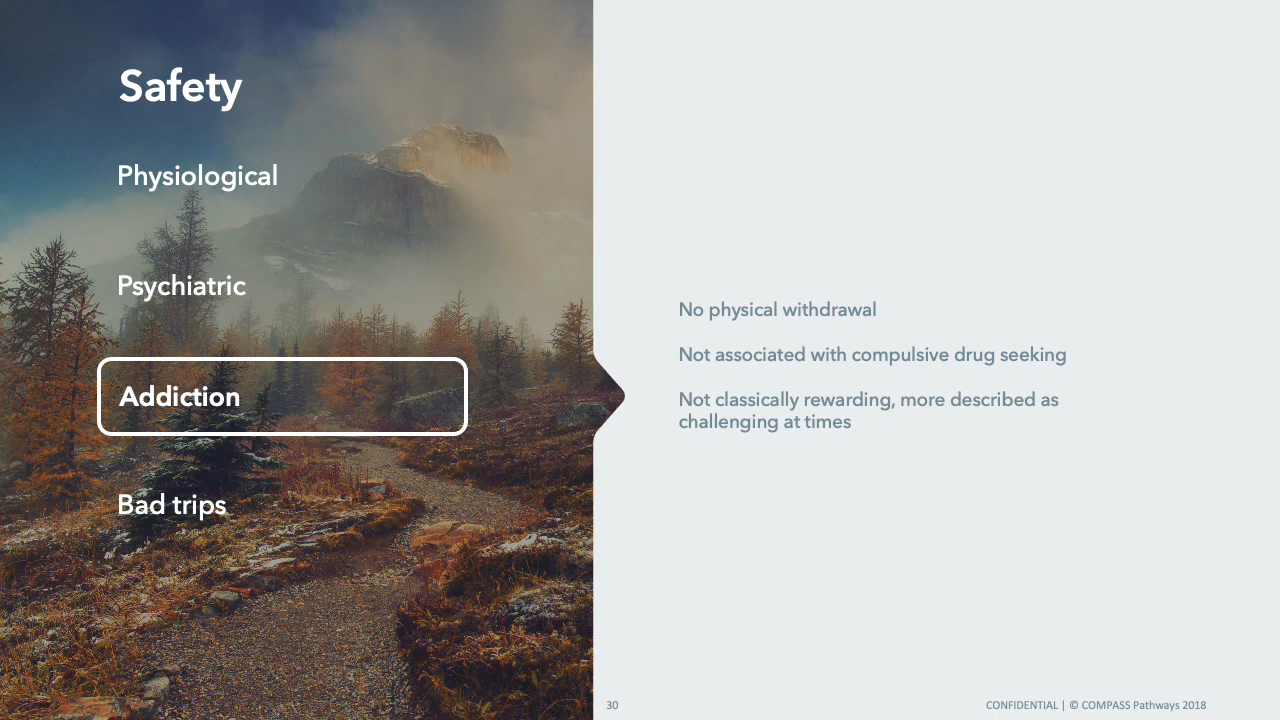 Safety
Physiological
Psychiatric
Addiction
Bad trips
No physical withdrawal
Not associated with compulsive drug seeking
Not classically rewarding, more described as
challenging at times
30
CONFIDENTIAL | © COMPASS Pathways 2018